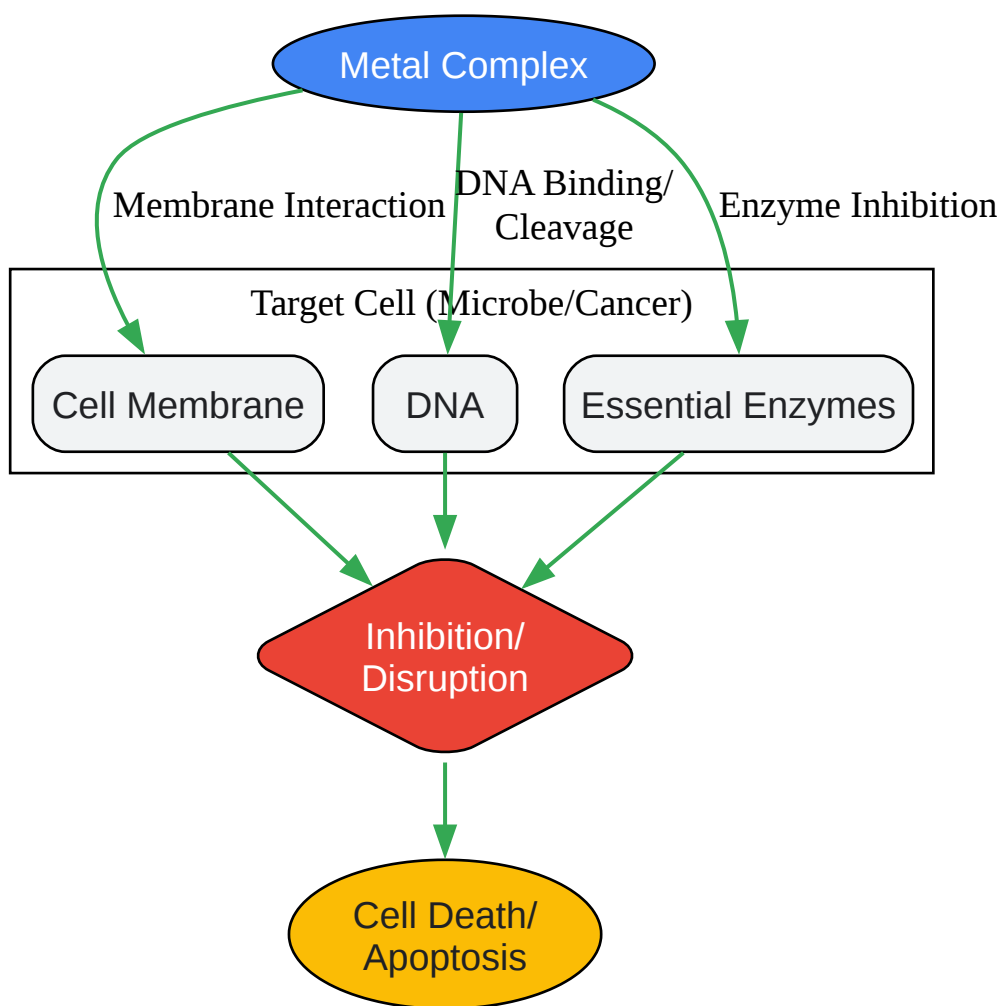 Metal Complex
Membrane Interaction
DNA Binding/
Cleavage
Enzyme Inhibition
Target Cell (Microbe/Cancer)
Cell Membrane
DNA
Essential Enzymes
Inhibition/
Disruption
Cell Death/
Apoptosis